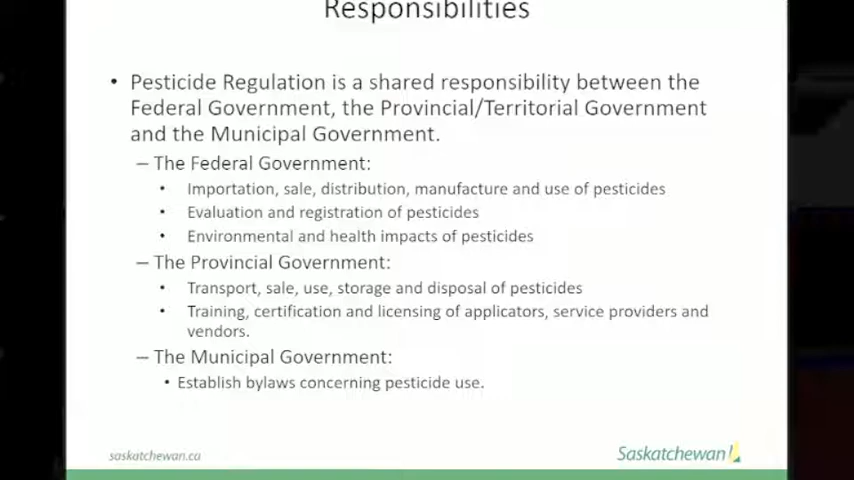 Responsibilities
• Pesticide Regulation is a shared responsibility between the
Federal Government, the Provincial/Territorial Government
and the Municipal Government.
– The Federal Government:
• Importation, sale, distribution, manufacture and use of pesticides
• Evaluation and registration of pesticides
• Environmental and health impacts of pesticides
– The Provincial Government:
• Transport, sale, use, storage and disposal of pesticides
• Training, certification and licensing of applicators, service providers and
vendors.
– The Municipal Government:
• Establish bylaws concerning pesticide use.
saskatchewan.ca
Saskatchewan